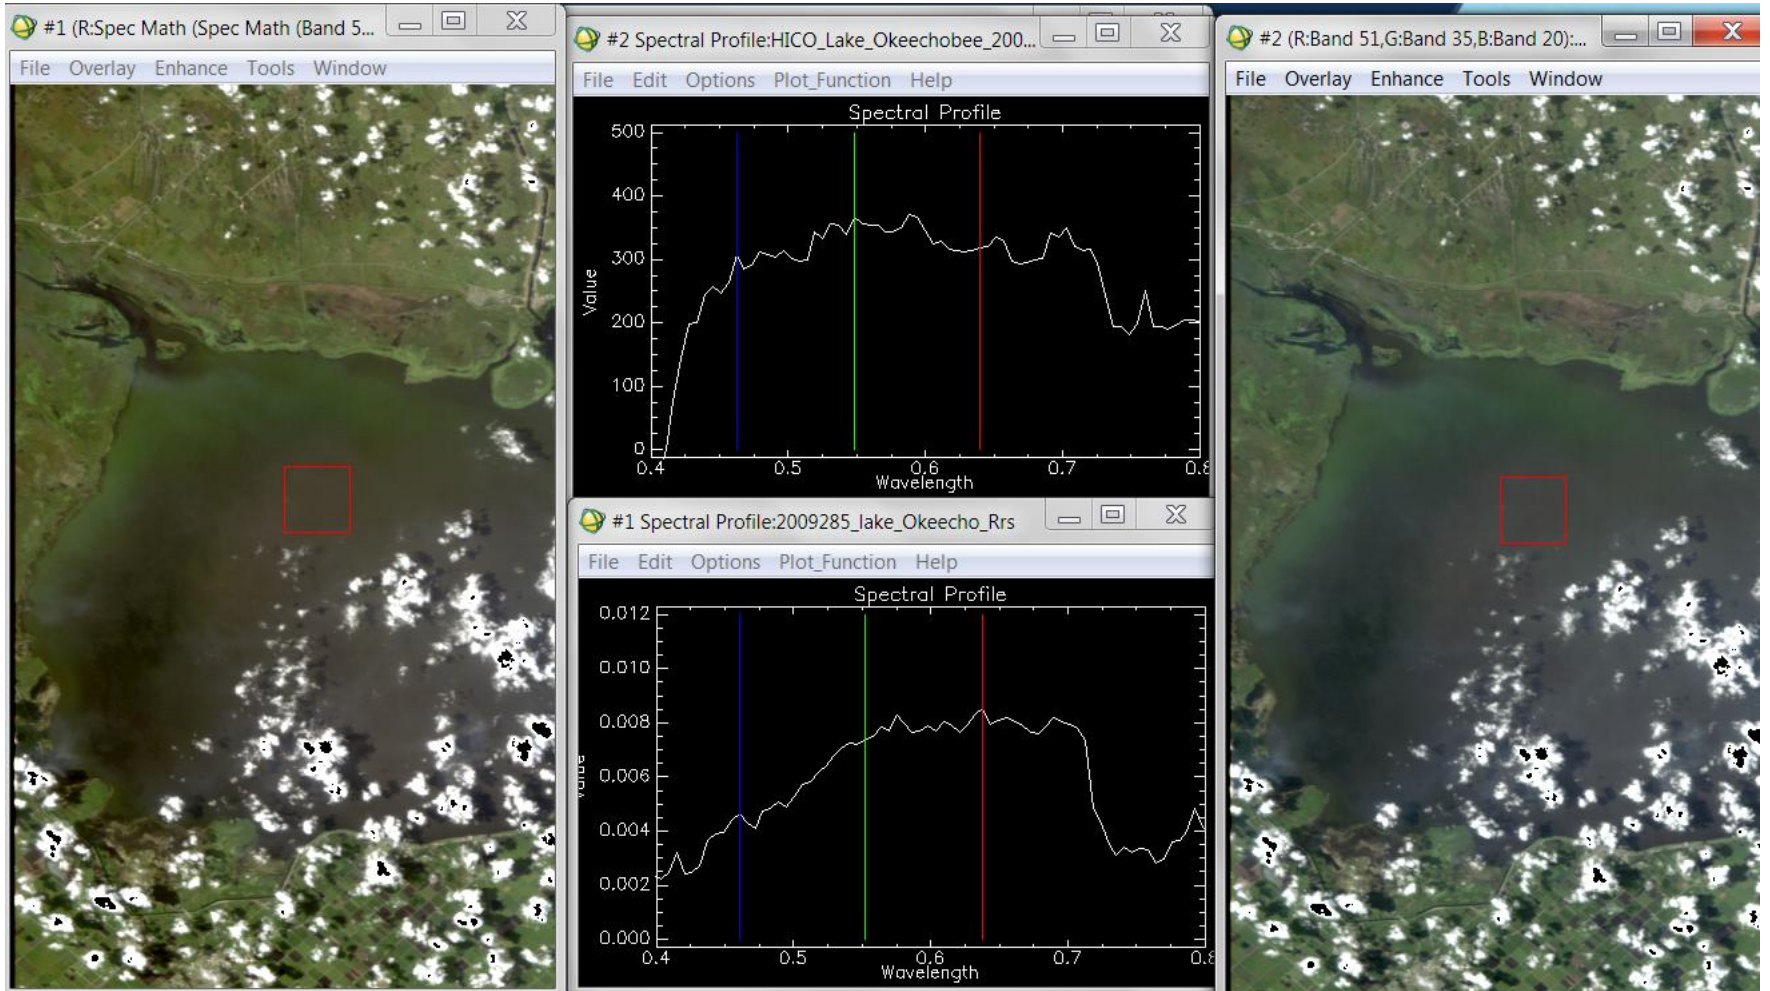 #1 (R:Spec Math (Spec Math (Band 5...
File Overlay Enhance Tools Window
#2 Spectral Profile:HICO_Lake_Okeechobee_200...
File Edit Options Plot_Function Help
Spectral Profile
500
400
300
200
100
0
Value
0.4 0.5 0.6 0.7 0.8
Wavelength
#1 Spectral Profile:2009285_lake_Okeecho_Rrs
File Edit Options Plot_Function Help
Spectral Profile
0.012
0.010
0.008
0.006
0.004
0.002
0.000
Value
0.4 0.5 0.6 0.7 0.8
Wavelength
#2 (R:Band 51,G:Band 35,B:Band 20):...
File Overlay Enhance Tools Window